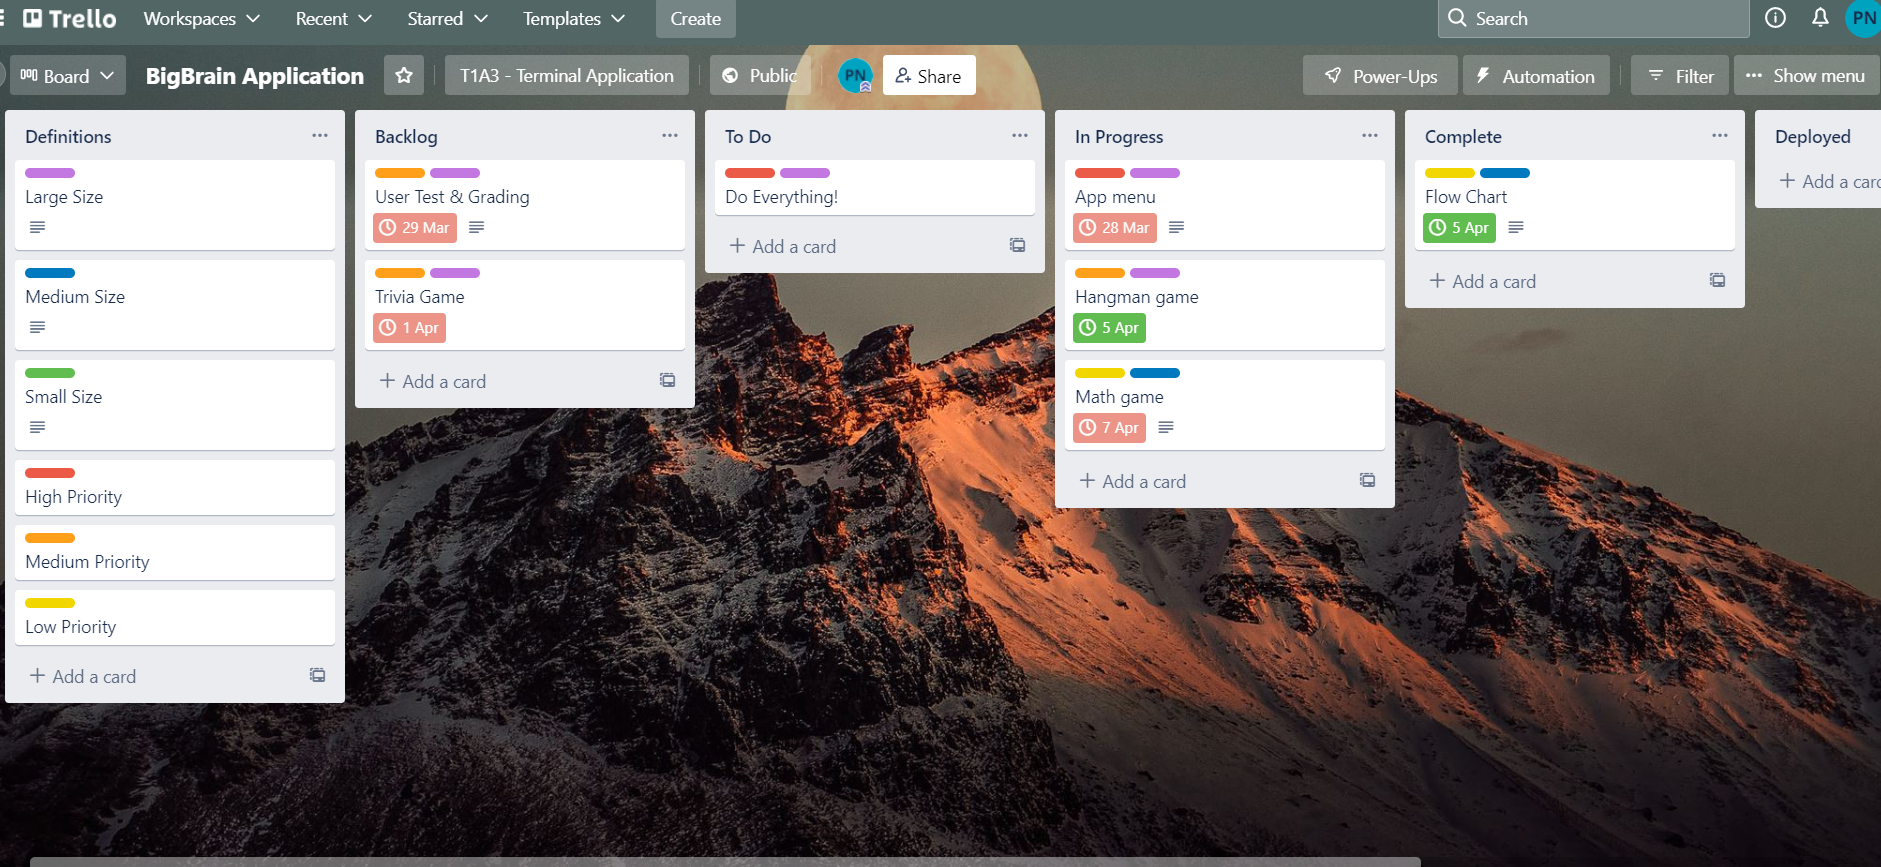 Trello
Workspaces
Recent
Starred
Templates
Create
Search
PN
Board
BigBrain Application
T1A3 - Terminal Application
Public
PN
Share
Power-Ups
Automation
Filter
Show menu
Definitions
Large Size
Medium Size
Small Size
High Priority
Medium Priority
Low Priority
Add a card
Backlog
User Test & Grading
29 Mar
Trivia Game
1 Apr
Add a card
To Do
Do Everything!
Add a card
In Progress
App menu
28 Mar
Hangman game
5 Apr
Math game
7 Apr
Add a card
Complete
Flow Chart
5 Apr
Add a card
Deployed
Add a card